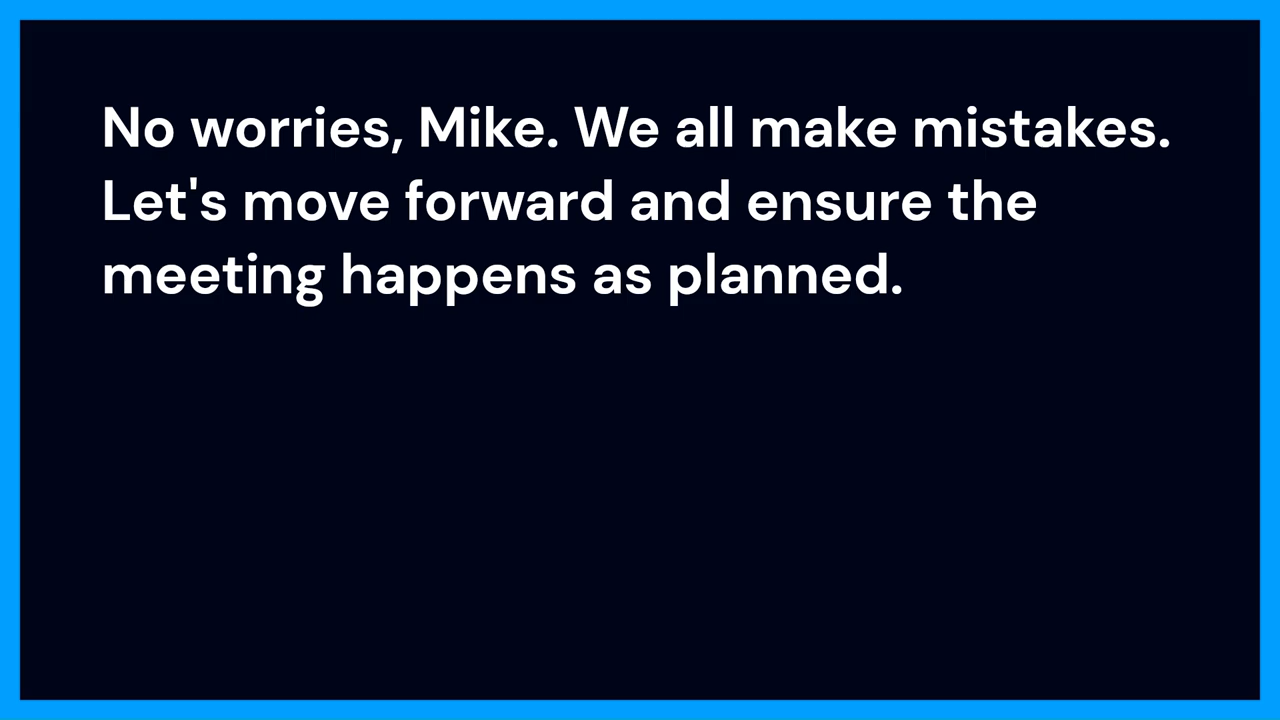 No worries, Mike. We all make mistakes.
Let's move forward and ensure the
meeting happens as planned.